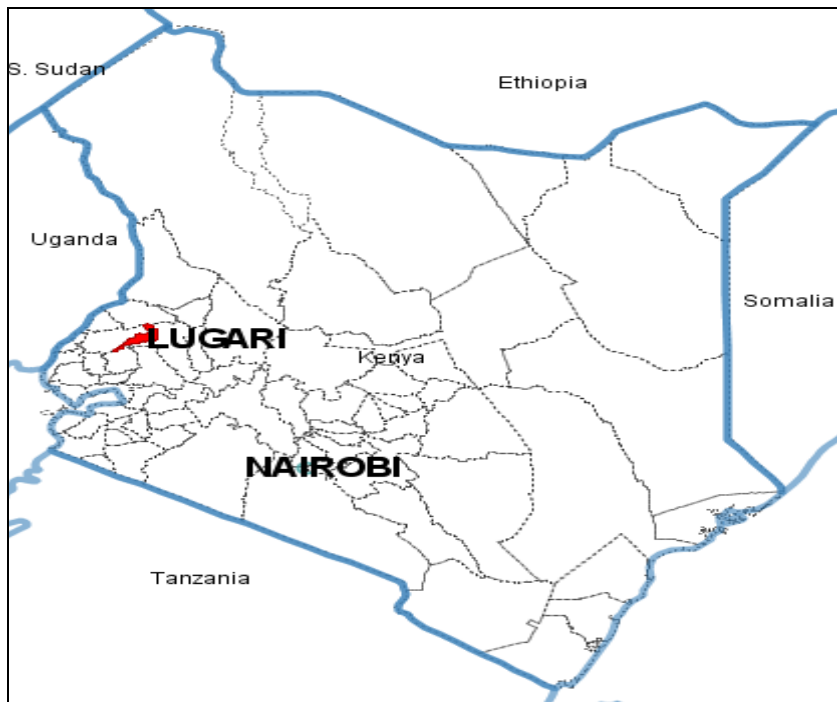 S. Sudan
Ethiopia
Uganda
Somalia
LUGARI
Kenya
NAIROBI
Tanzania